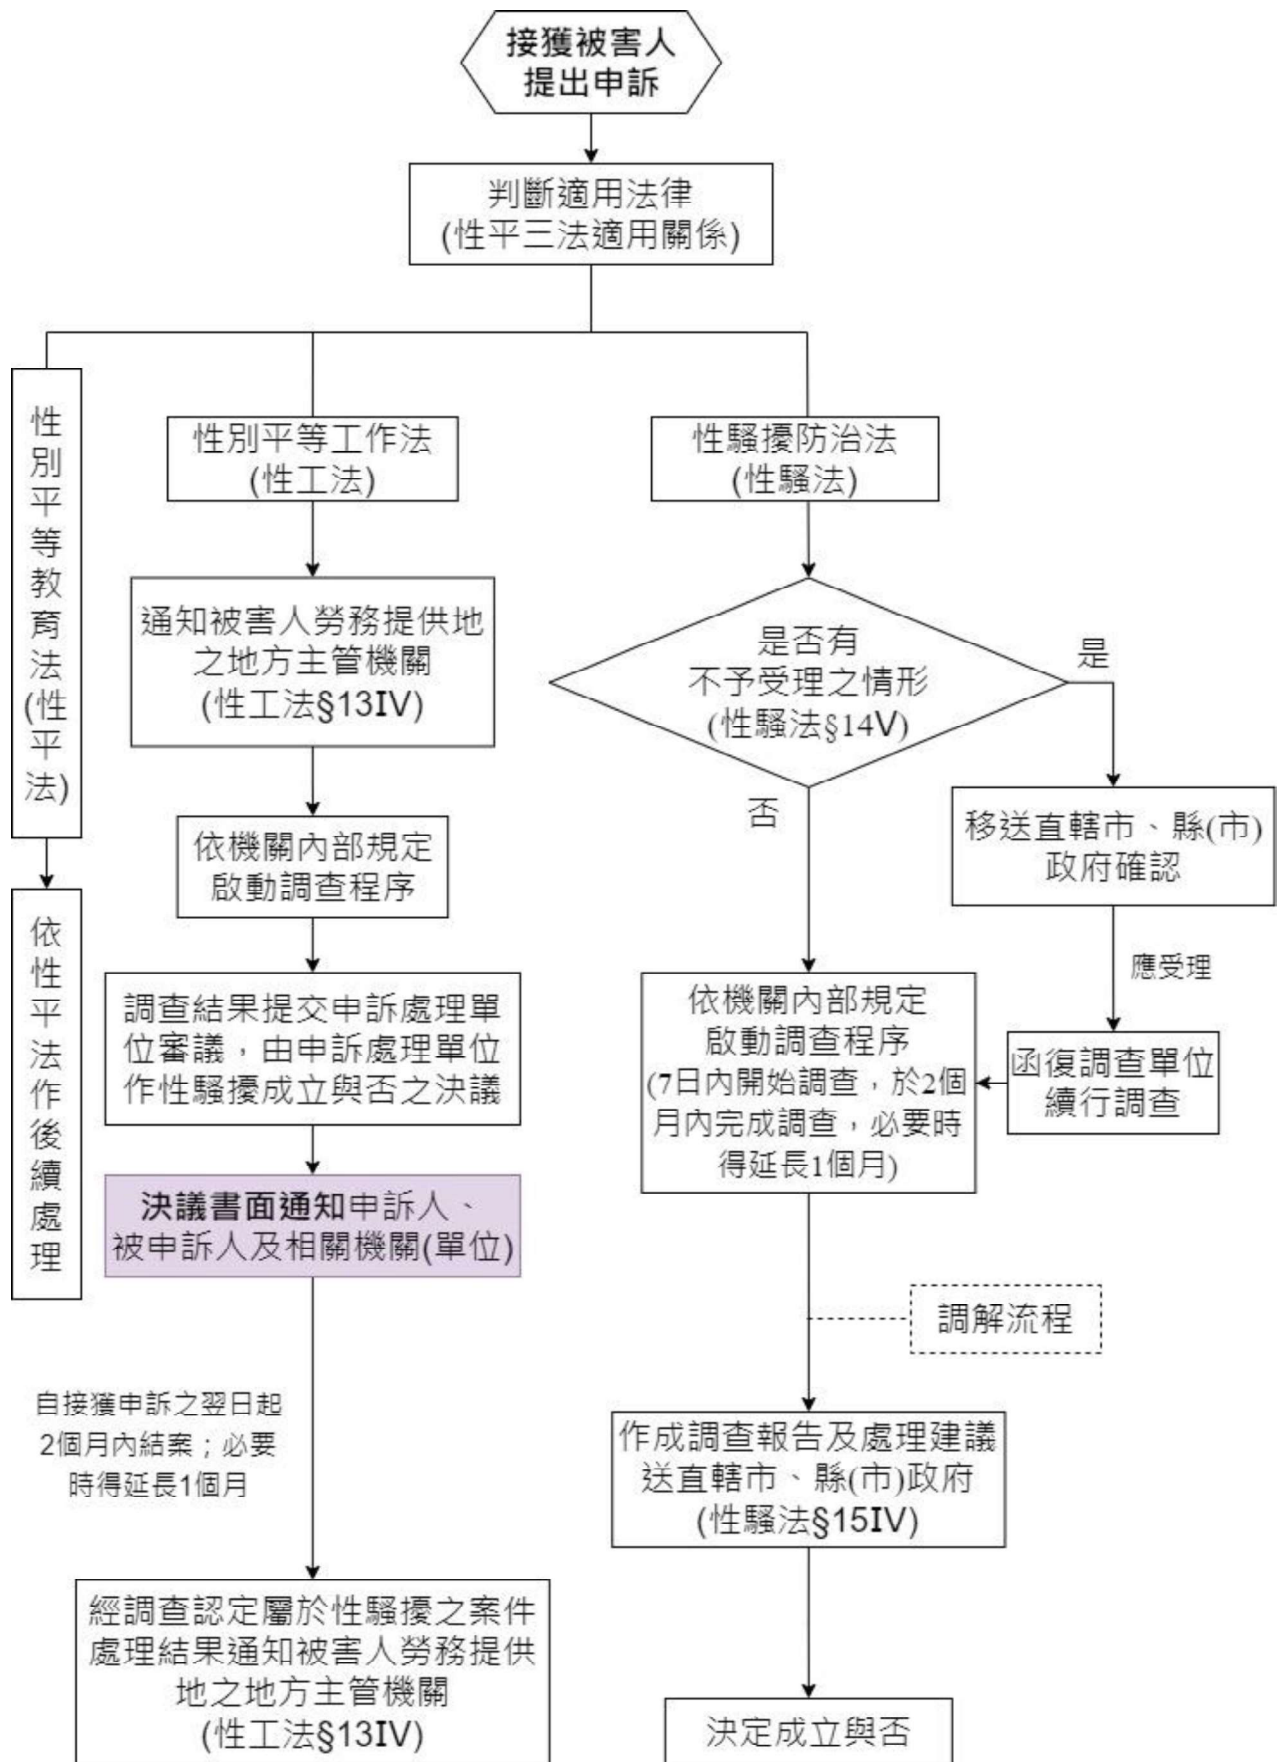 接獲被害人
提出申訴
判斷適用法律
(性平三法適用關係)
性別平等教育法(性平法)
依性平法作後續處理
性別平等工作法
(性工法)
通知被害人勞務提供地
之地方主管機關
(性工法§13IV)
依機關內部規定
啟動調查程序
調查結果提交申訴處理單
位審議，由申訴處理單位
作性騷擾成立與否之決議
決議書面通知申訴人、
被申訴人及相關機關(單位)
自接獲申訴之翌日起
2個月內結案；必要
時得延長1個月
經調查認定屬於性騷擾之案件
處理結果通知被害人勞務提供
地之地方主管機關
(性工法§13IV)
性騷擾防治法
(性騷法)
是否有
不予受理之情形
(性騷法§14V)
是
否
移送直轄市、縣(市)
政府確認
應受理
函復調查單位
續行調查
依機關內部規定
啟動調查程序
(7日內開始調查，於2個
月內完成調查，必要時
得延長1個月)
調解流程
作成調查報告及處理建議
送直轄市、縣(市)政府
(性騷法§15IV)
決定成立與否